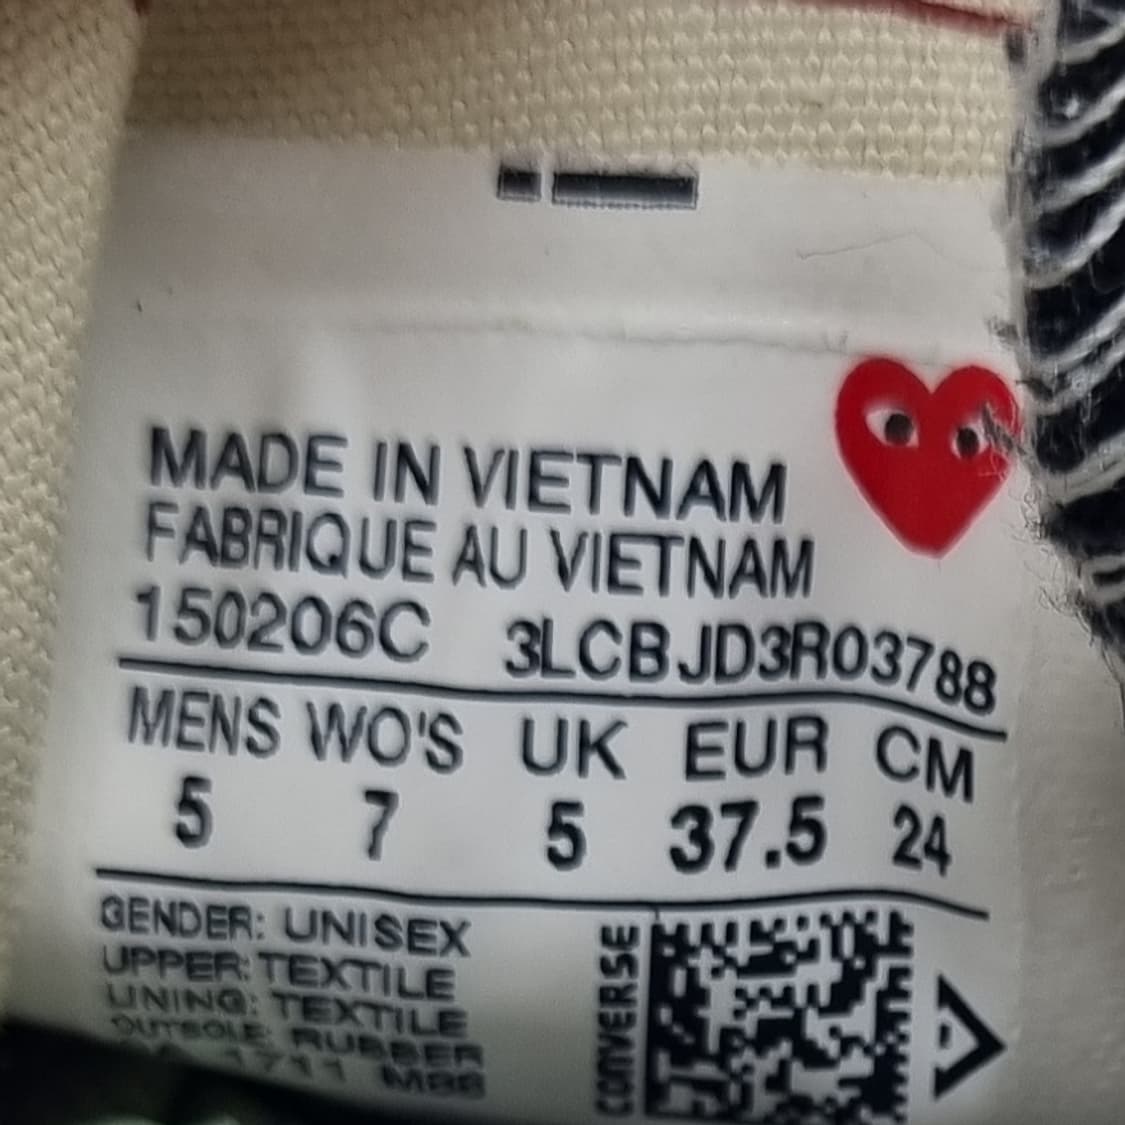 MADE IN VIETNAM
FABRIQUE AU VIETNAM
150206C 3LCBJD3R03788
MENS WO'S UK EUR CM
5 7 5 37.5 24
GENDER: UNISEX
UPPER: TEXTILE
LINING: TEXTILE
OUTSOLE: RUBBER
1711
CONVERSE